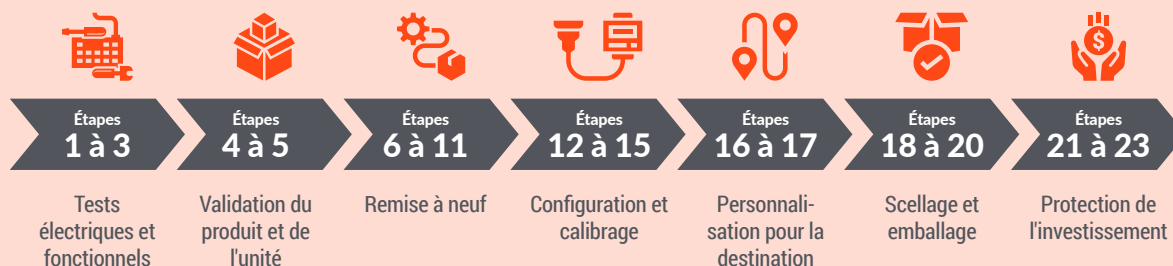 Étapes
1 à 3
Tests
électriques et
fonctionnels
Étapes
4 à 5
Validation du
produit et de
l'unité
Étapes
6 à 11
Remise à neuf
Étapes
12 à 15
Configuration et
calibrage
Étapes
16 à 17
Personnali-
sation pour la
destination
Étapes
18 à 20
Scellage et
emballage
Étapes
21 à 23
Protection de
l'investissement